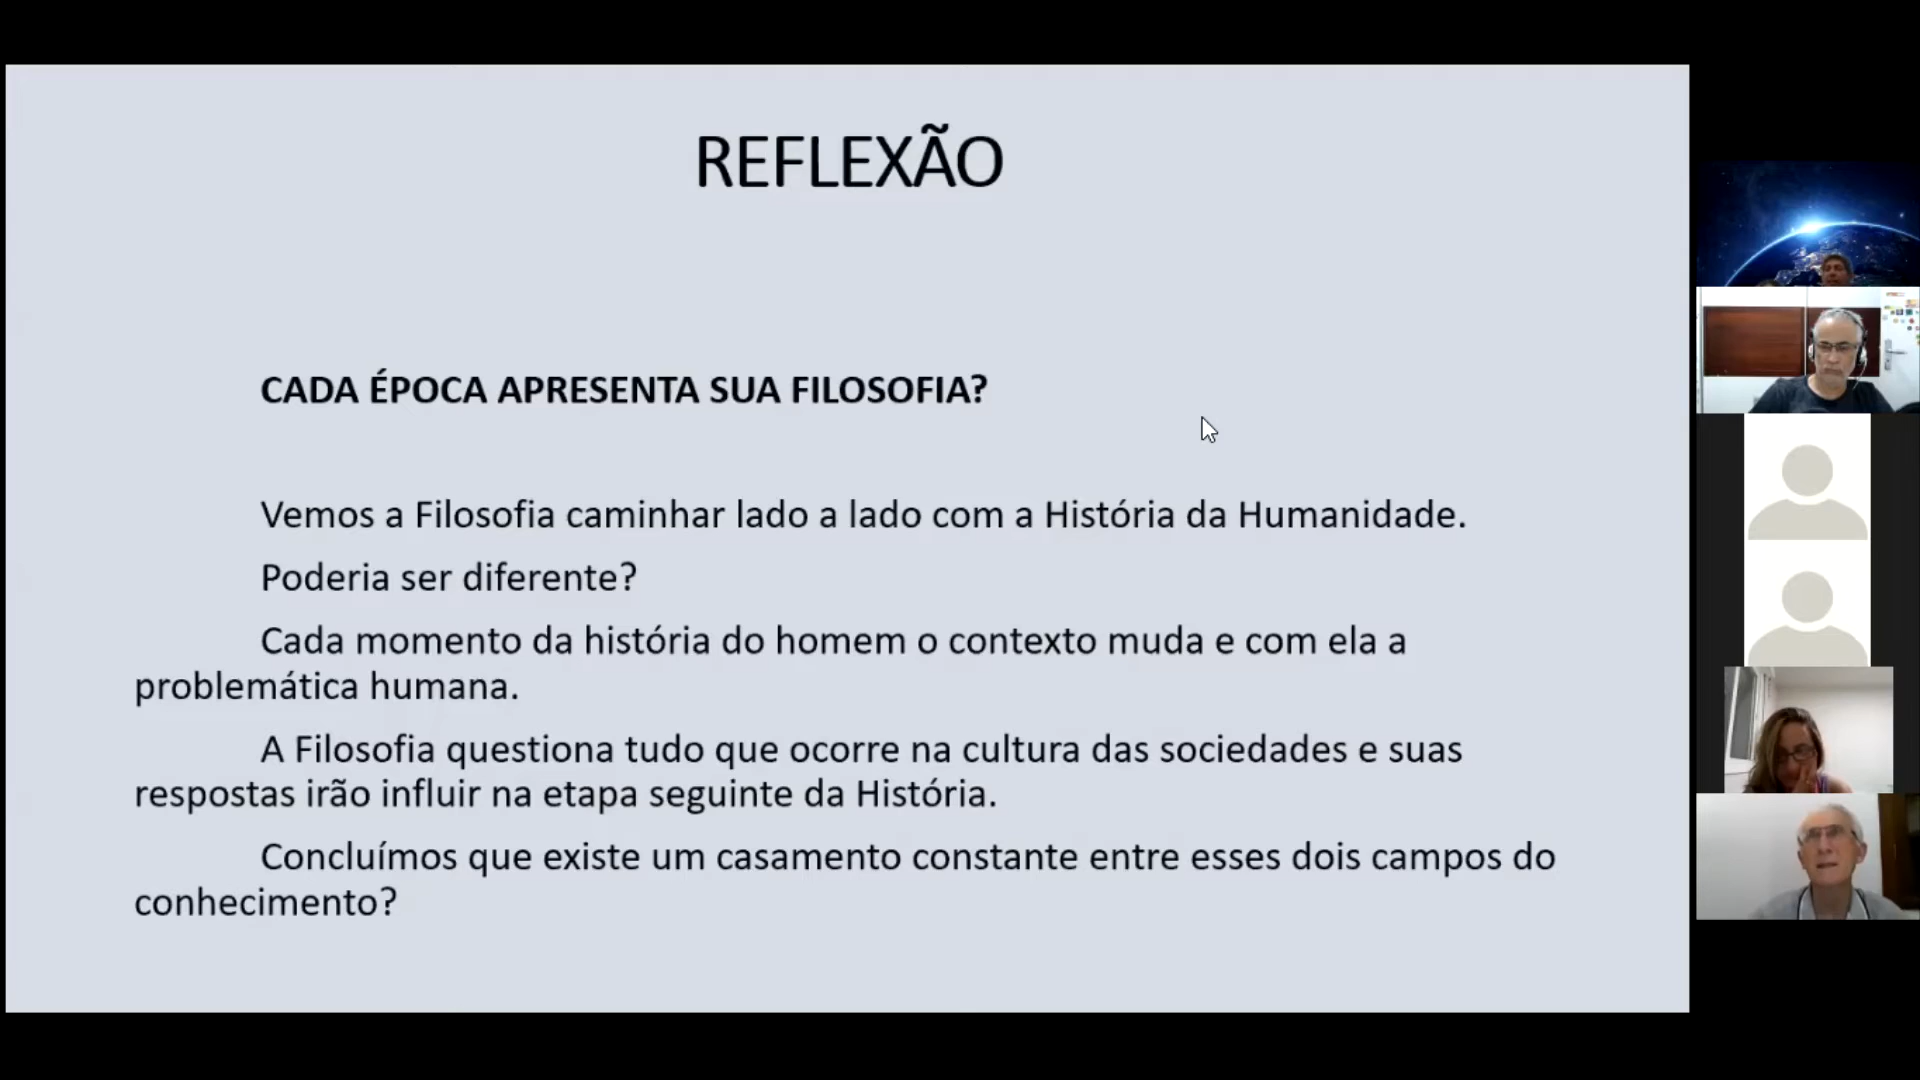 REFLEXÃO
CADA ÉPOCA APRESENTA SUA FILOSOFIA?
Vemos a Filosofia caminhar lado a lado com a História da Humanidade.
Poderia ser diferente?
Cada momento da história do homem o contexto muda e com ela a
problemática humana.
A Filosofia questiona tudo que ocorre na cultura das sociedades e suas
respostas irão influir na etapa seguinte da História.
Concluímos que existe um casamento constante entre esses dois campos do
conhecimento?